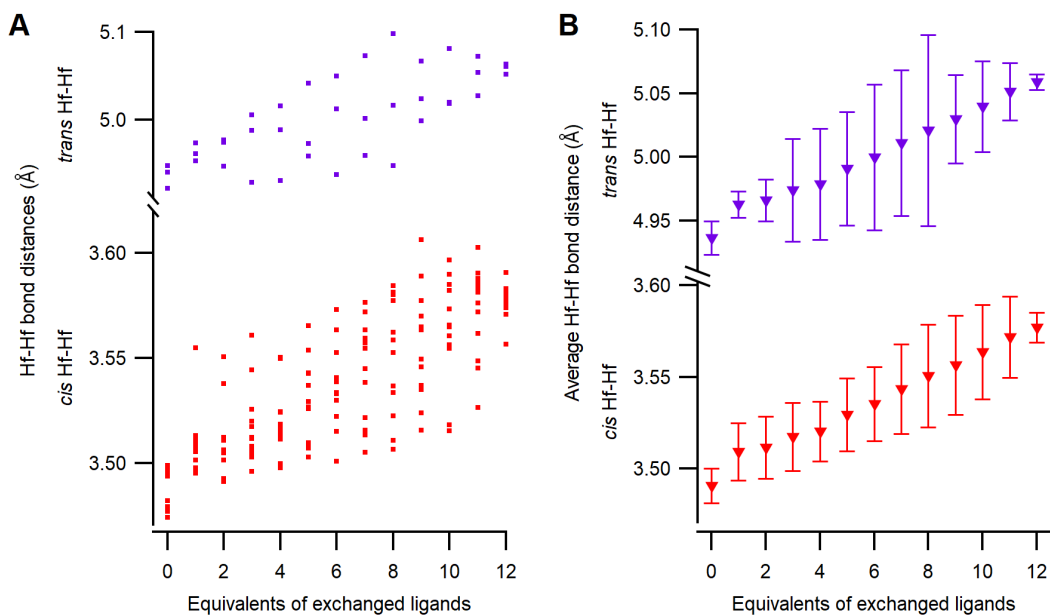 A
Hf-Hf bond distances (Å)
trans Hf-Hf
cis Hf-Hf
5.1
5.0
3.60
3.55
3.50
0 2 4 6 8 10 12
Equivalents of exchanged ligands
B
Average Hf-Hf bond distance (Å)
trans Hf-Hf
cis Hf-Hf
5.10
5.05
5.00
4.95
3.60
3.55
3.50
0 2 4 6 8 10 12
Equivalents of exchanged ligands